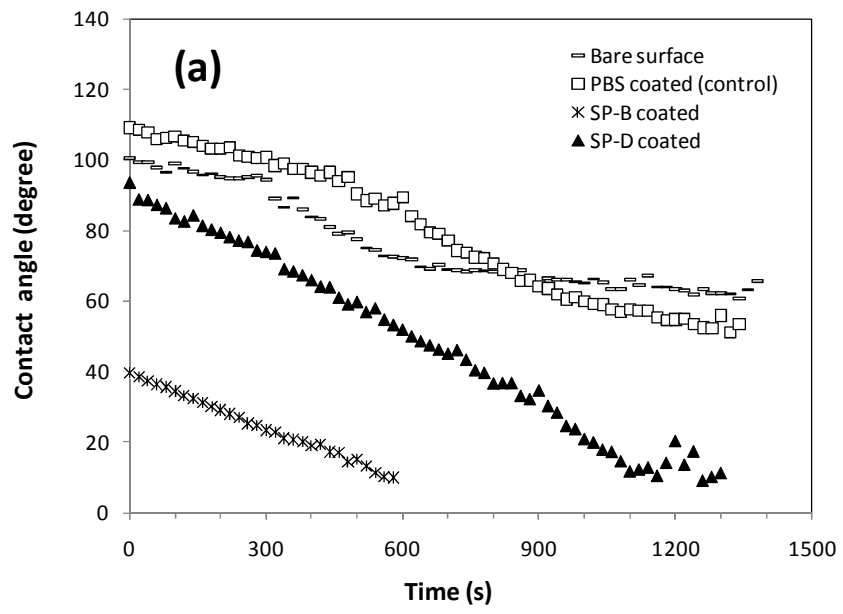 (a)
Bare surface
PBS coated (control)
SP-B coated
SP-D coated
Contact angle (degree)
140
120
100
80
60
40
20
0
0 300 600 900 1200 1500
Time (s)